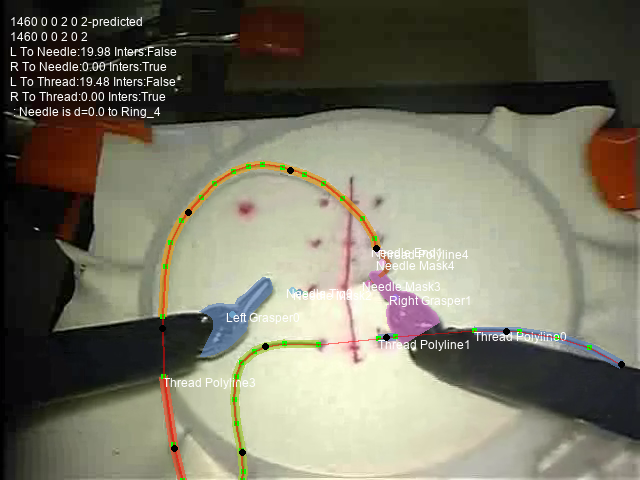 1460 0 0 2 0 2-predicted
1460 0 0 2 0 2
L To Needle:19.98 Inters:False
R To Needle:0.00 Inters:True
L To Thread:19.48 Inters:False
R To Thread:0.00 Inters:True
: Needle is d=0.0 to Ring_4
Thread Polyline4
Needle Mask4
Needle Mask3
Right Grasper1
Left Grasper0
Thread Polyline0
Thread Polyline1
Thread Polyline3